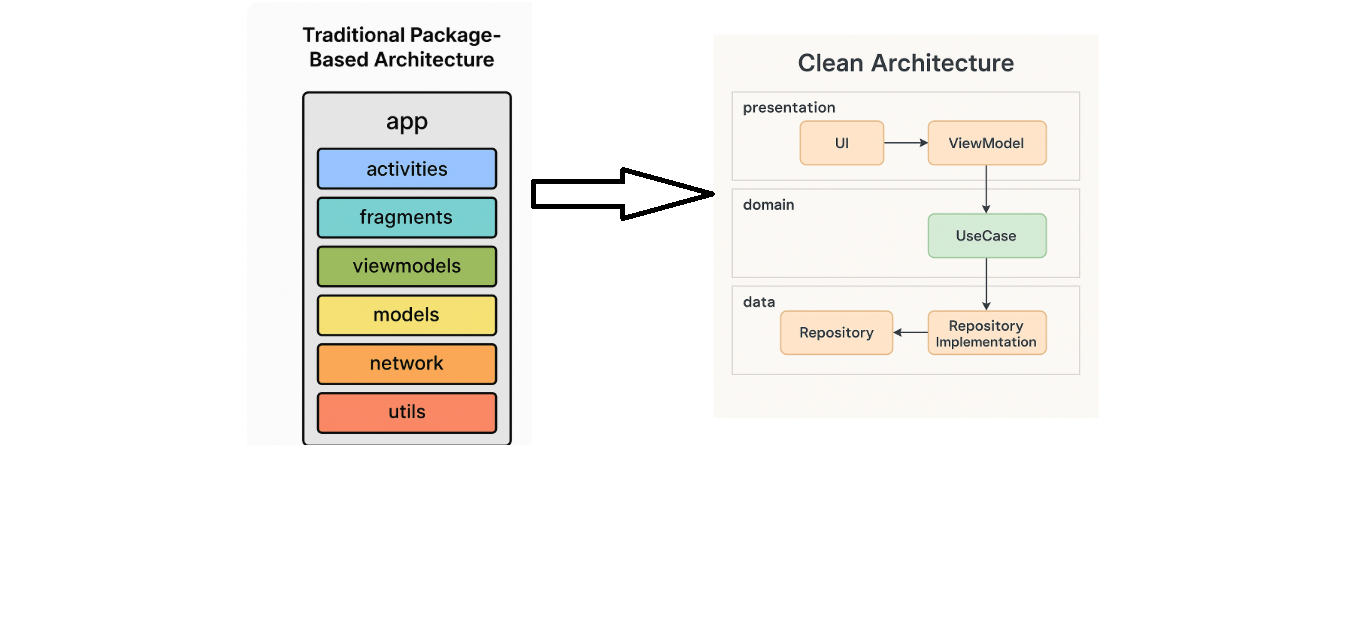 Traditional Package-
Based Architecture
app
activities
fragments
viewmodels
models
network
utils
Clean Architecture
presentation
UI
ViewModel
domain
UseCase
data
Repository
Repository
Implementation